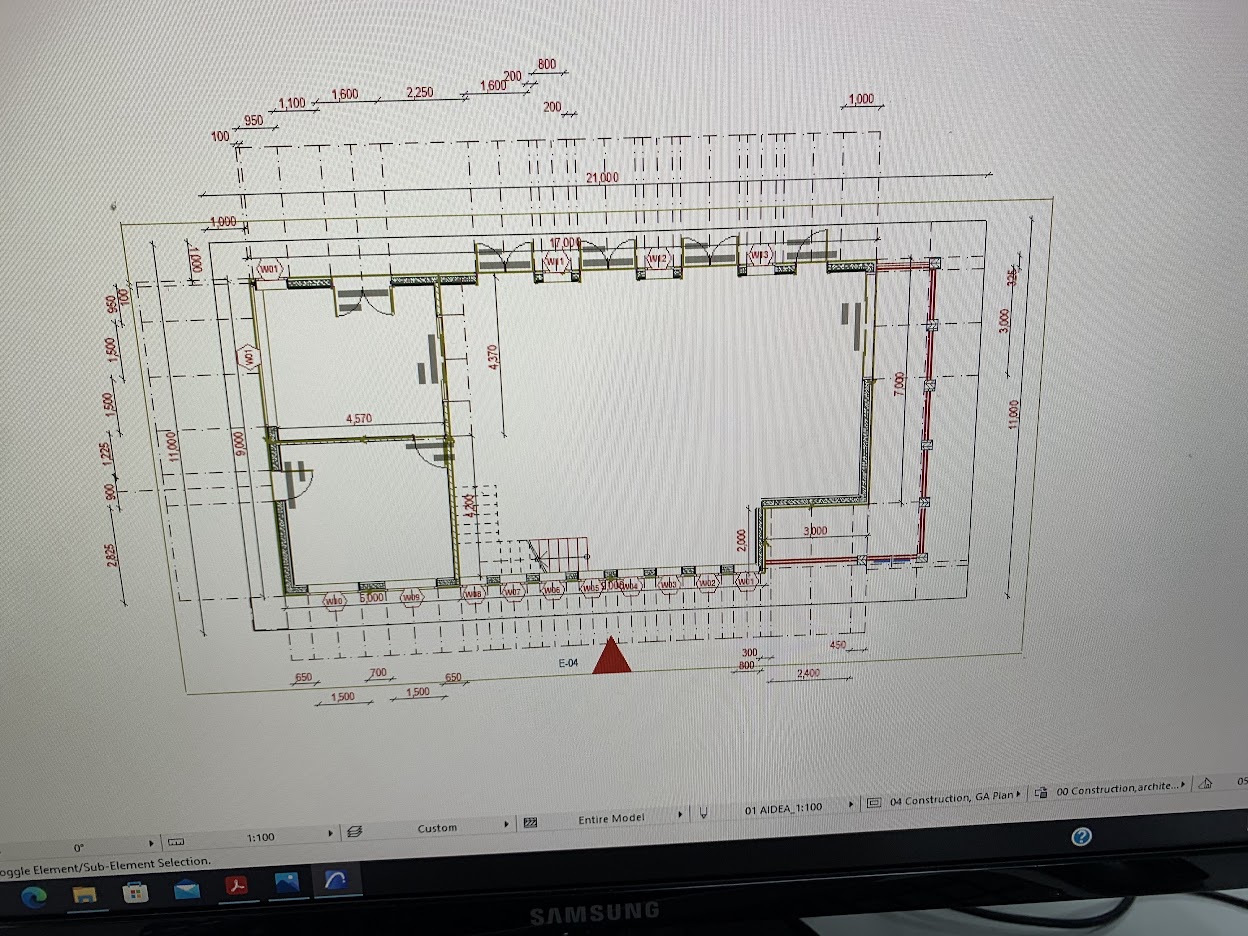 800
200
1,600
2,250
1,600
1,100
950
100
200
1,000
21,000
1,000
17,000
1000
W01
W11
W12
W13
325
950
100
3,000
1,500
W01
4,370
7,000
1,500
4,570
11,000
11,000
9,000
1,225
900
4,200
3,000
2,000
2,825
W10
5,000
W09
W08
W07
W06
W05
W04
W03
W02
W01
E-04
300
450
800
2,400
650
700
650
1,500
1,500
0°
1:100
Custom
Entire Model
01 AIDEA_1:100
04 Construction, GA Plan
00 Construction,archite...
05
oggle Element/Sub-Element Selection.
?
SAMSUNG